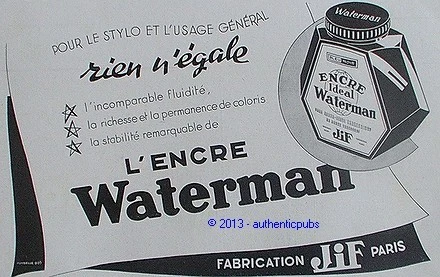 POUR LE STYLO ET L'USAGE GÉNÉRAL
rien n'égale
l'incomparable fluidité,
la richesse et la permanence de coloris
la stabilité remarquable de
L'ENCRE
Waterman
FABRICATION JiF PARIS
Waterman
ENCRE
Ideal
Waterman
JiF
© 2013 - authenticpubs